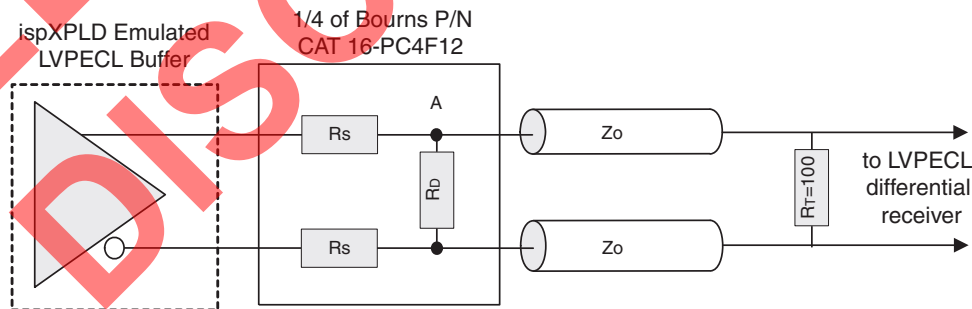 ispXPLD Emulated
LVPECL Buffer
1/4 of Bourns P/N
CAT 16-PC4F12
A
Rs
RD
Rs
Zo
Zo
RT=100
to LVPECL
differential
receiver
DISC